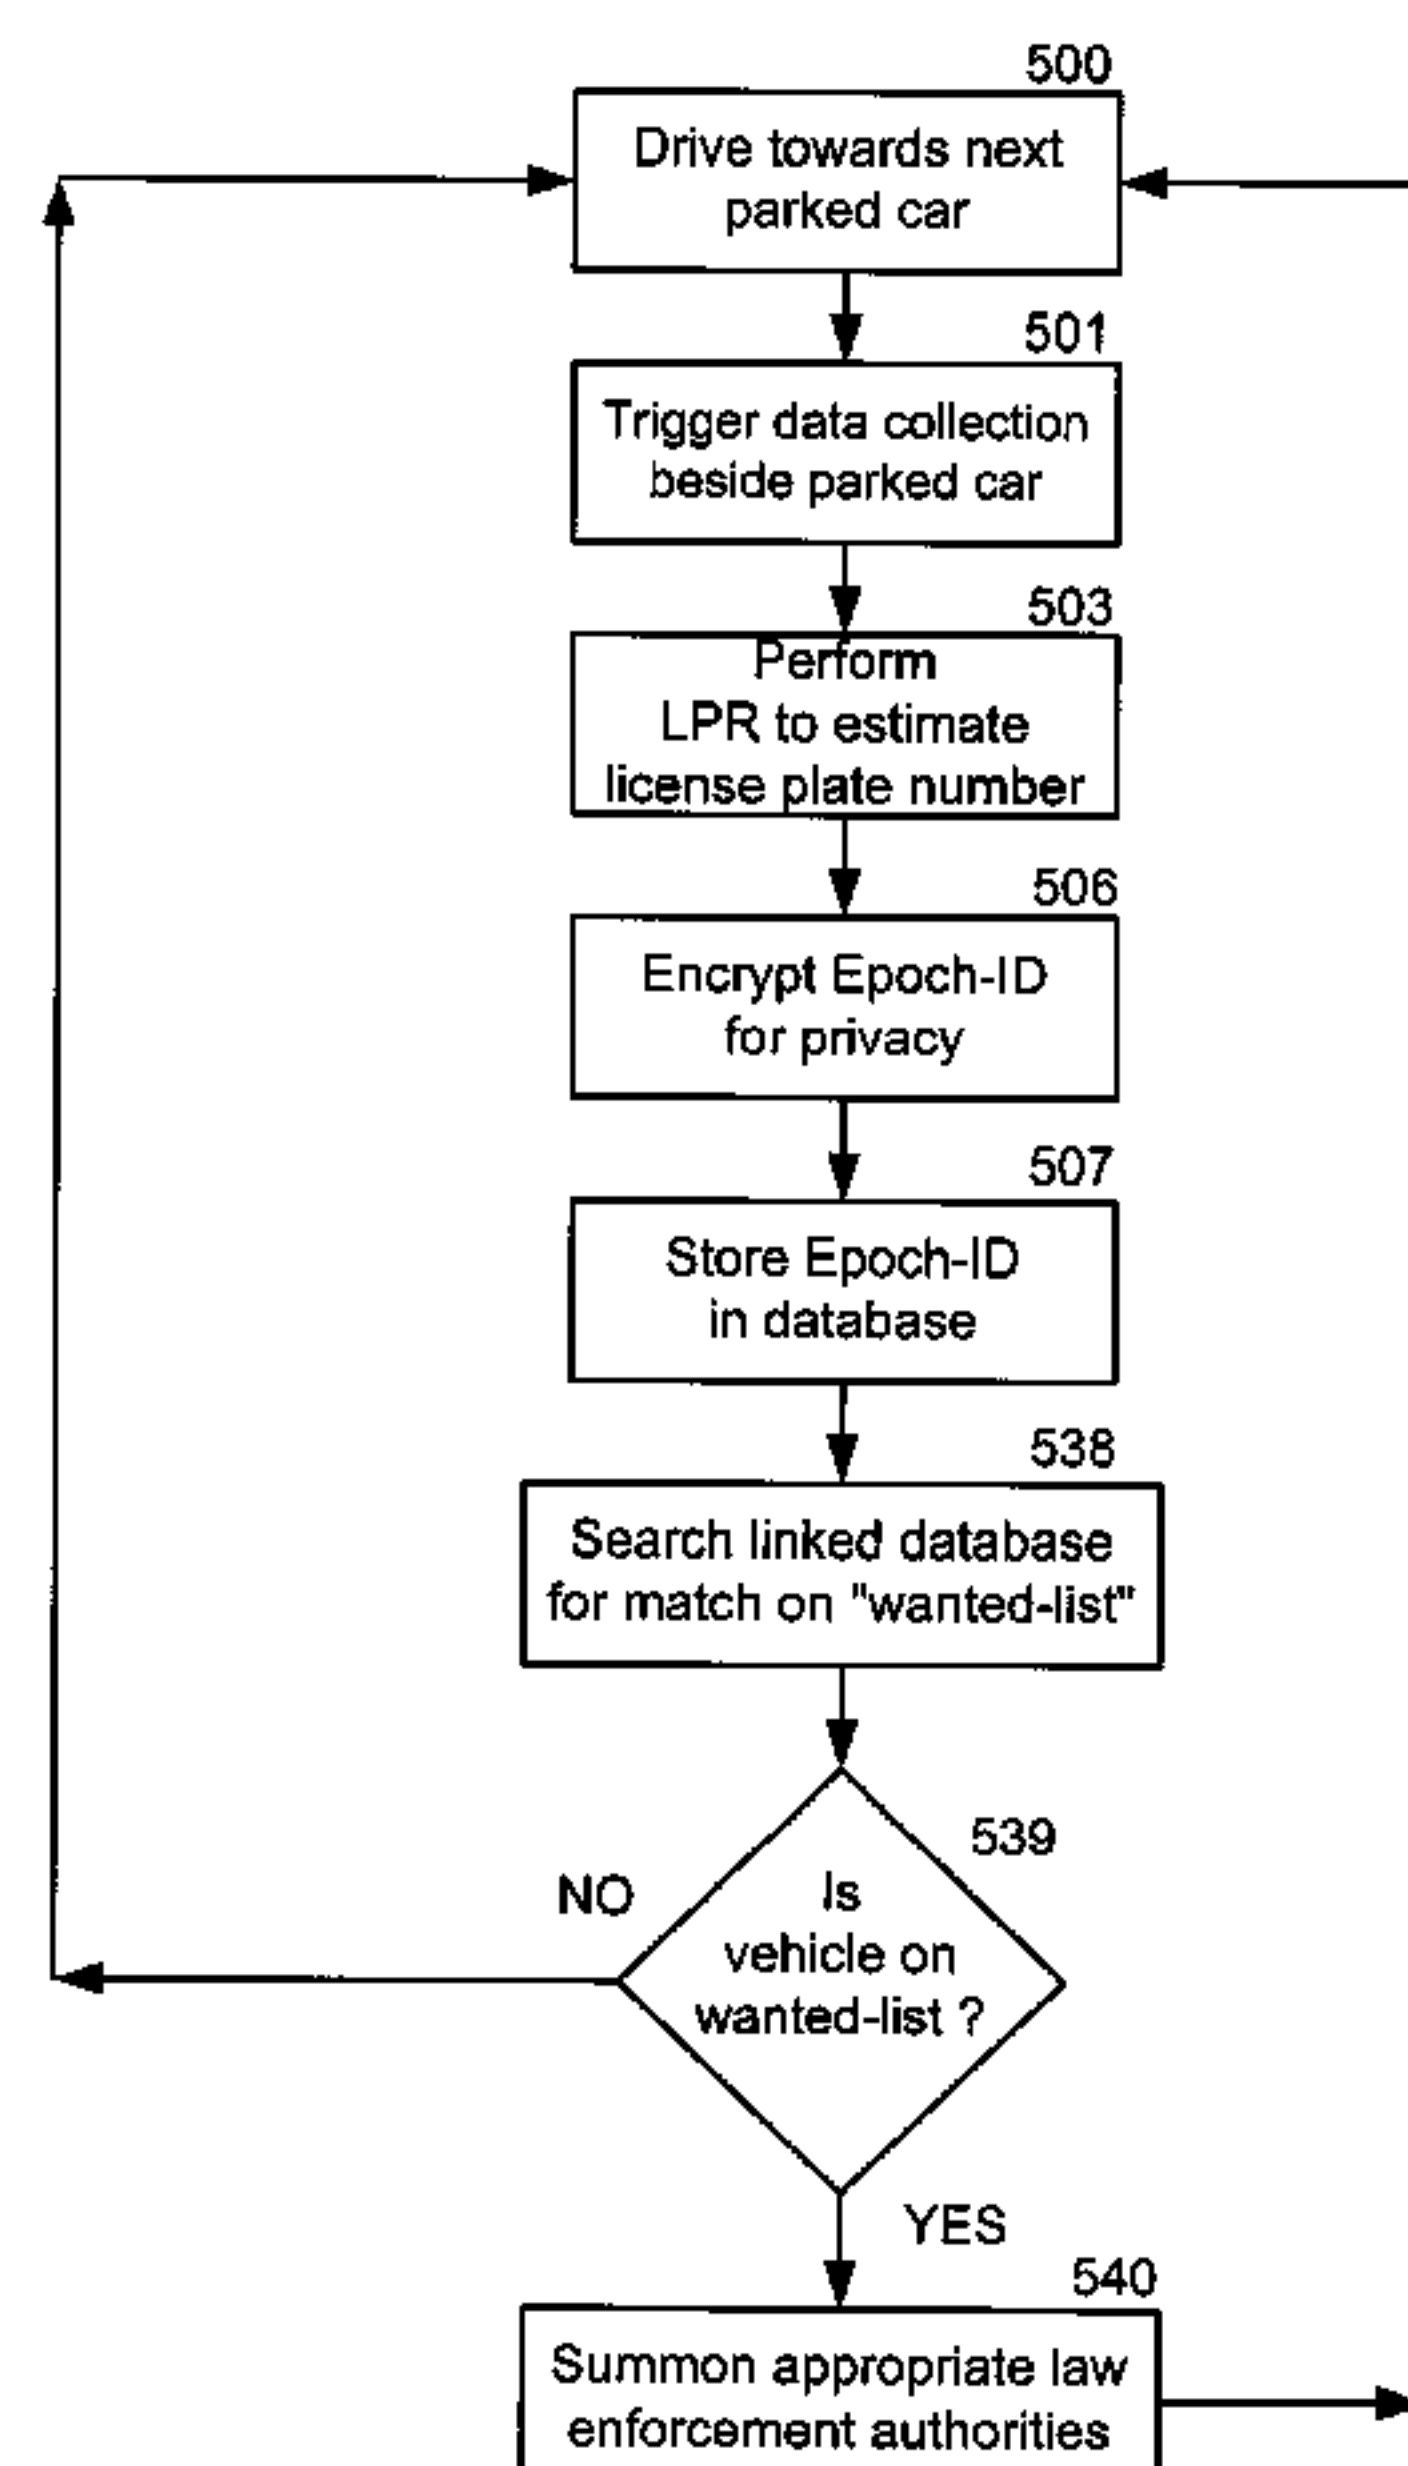 500
Drive towards next
parked car
501
Trigger data collection
beside parked car
503
Perform
LPR to estimate
license plate number
506
Encrypt Epoch-ID
for privacy
507
Store Epoch-ID
in database
538
Search linked database
for match on "wanted-list"
539
NO
Is
vehicle on
wanted-list ?
YES
540
Summon appropriate law
enforcement authorities